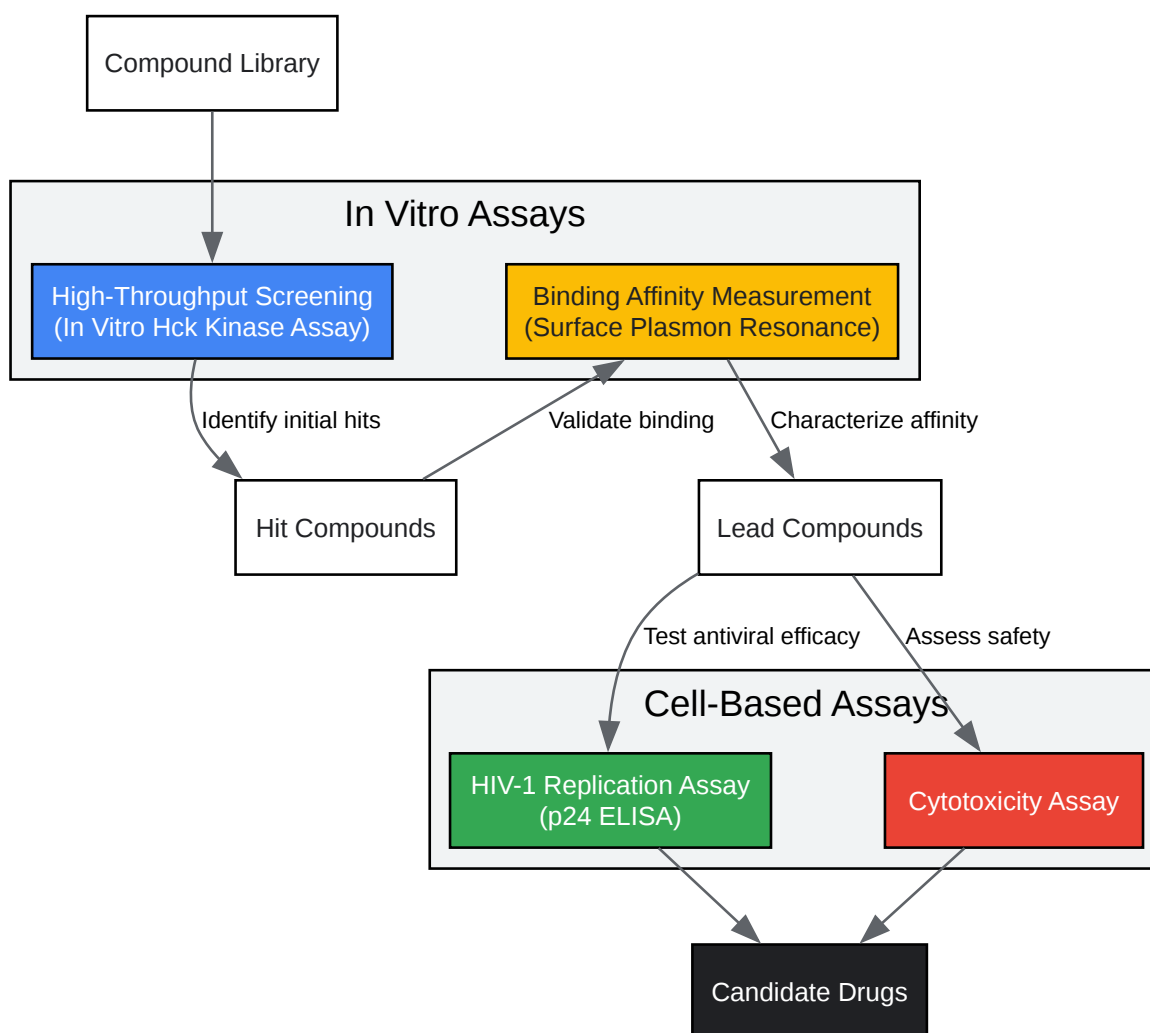 Compound Library
In Vitro Assays
High-Throughput Screening
(In Vitro Hck Kinase Assay)
Binding Affinity Measurement
(Surface Plasmon Resonance)
Identify initial hits
Validate binding
Characterize affinity
Hit Compounds
Lead Compounds
Test antiviral efficacy
Assess safety
Cell-Based Assays
HIV-1 Replication Assay
(p24 ELISA)
Cytotoxicity Assay
Candidate Drugs